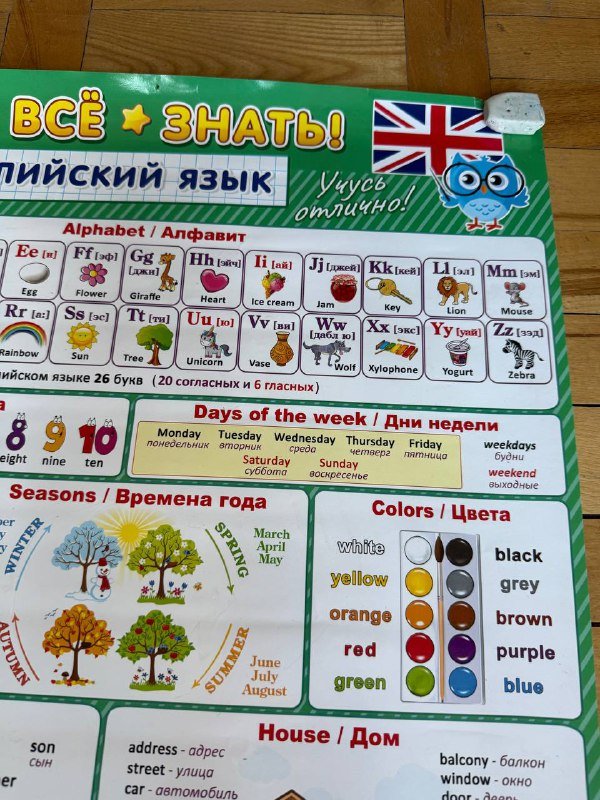 ВСЁ ЗНАТЬ!
ЛИЙСКИЙ ЯЗЫК
Учусь отлично!
Alphabet / Алфавит
Ee [и] Ff [эф] Gg [джи] Hh [эйч] Ii [ай] Jj [джей] Kk [кей] Ll [эл] Mm [эм]
Egg Flower Giraffe Heart Ice cream Jam Key Lion Mouse
Rr [а:] Ss [эс] Tt [ти] Uu [ю] Vv [ви] Ww [дабл ю] Xx [экс] Yy [уай] Zz [зэд]
Rainbow Sun Tree Unicorn Vase Wolf Xylophone Yogurt Zebra
ийском языке 26 букв (20 согласных и 6 гласных)
8 9 10
eight nine ten
Days of the week / Дни недели
Monday Tuesday Wednesday Thursday Friday
понедельник вторник среда четверг пятница
Saturday Sunday
суббота воскресенье
weekdays
будни
weekend
выходные
Seasons / Времена года
WINTER
SPRING
March
April
May
AUTUMN
SUMMER
June
July
August
Colors / Цвета
white black
yellow grey
orange brown
red purple
green blue
son
сын
House / Дом
address - адрес
street - улица
car - автомобиль
balcony - балкон
window - окно
door - дверь